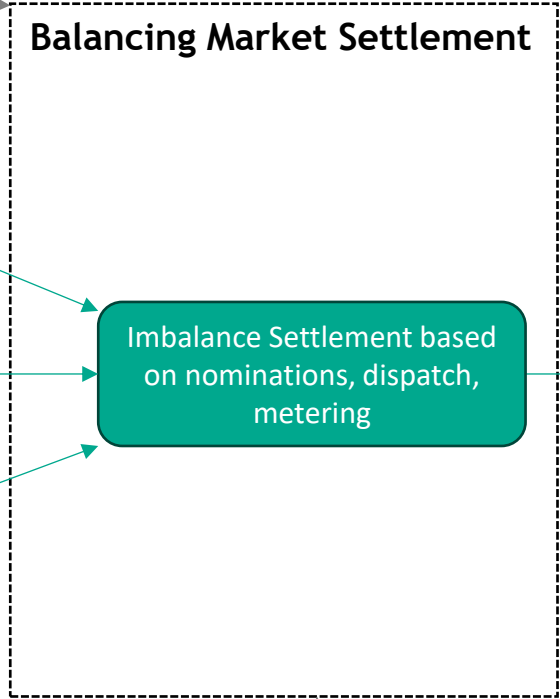 Balancing Market Settlement
Imbalance Settlement based
on nominations, dispatch,
metering